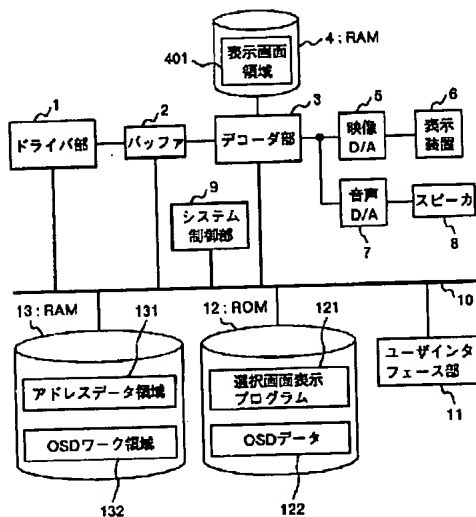 4:RAM
401
表示画面
領域
1
2
3
5
6
ドライバ部
バッファ
デコーダ部
映像
D/A
表示
装置
9
システム
制御部
音声
D/A
スピーカ
7
8
10
13:RAM
131
12:ROM
121
アドレスデータ領域
選択画面表示
プログラム
ユーザインタ
フェース部
11
OSDワーク領域
OSDデータ
132
122